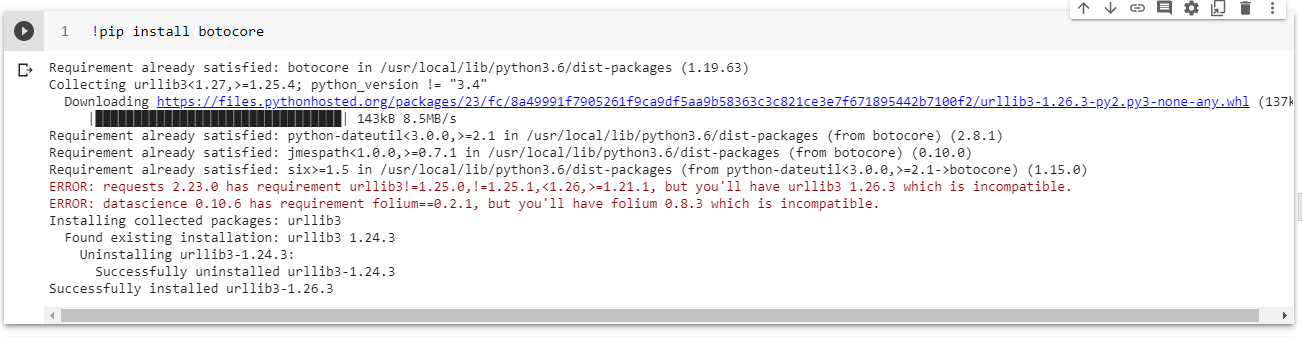 1 !pip install botocore
Requirement already satisfied: botocore in /usr/local/lib/python3.6/dist-packages (1.19.63)
Collecting urllib3<1.27,>=1.25.4; python_version != "3.4"
Downloading https://files.pythonhosted.org/packages/23/fc/8a49991f7905261f9ca9df5aa9b58363c3c821ce3e7f671895442b7100f2/urllib3-1.26.3-py2.py3-none-any.whl (137k
|████████████████████████████████| 143kB 8.5MB/s
Requirement already satisfied: python-dateutil<3.0.0,>=2.1 in /usr/local/lib/python3.6/dist-packages (from botocore) (2.8.1)
Requirement already satisfied: jmespath<1.0.0,>=0.7.1 in /usr/local/lib/python3.6/dist-packages (from botocore) (0.10.0)
Requirement already satisfied: six>=1.5 in /usr/local/lib/python3.6/dist-packages (from python-dateutil<3.0.0,>=2.1->botocore) (1.15.0)
ERROR: requests 2.23.0 has requirement urllib3!=1.25.0,!=1.25.1,<1.26,>=1.21.1, but you'll have urllib3 1.26.3 which is incompatible.
ERROR: datascience 0.10.6 has requirement folium==0.2.1, but you'll have folium 0.8.3 which is incompatible.
Installing collected packages: urllib3
Found existing installation: urllib3 1.24.3
Uninstalling urllib3-1.24.3:
Successfully uninstalled urllib3-1.24.3
Successfully installed urllib3-1.26.3